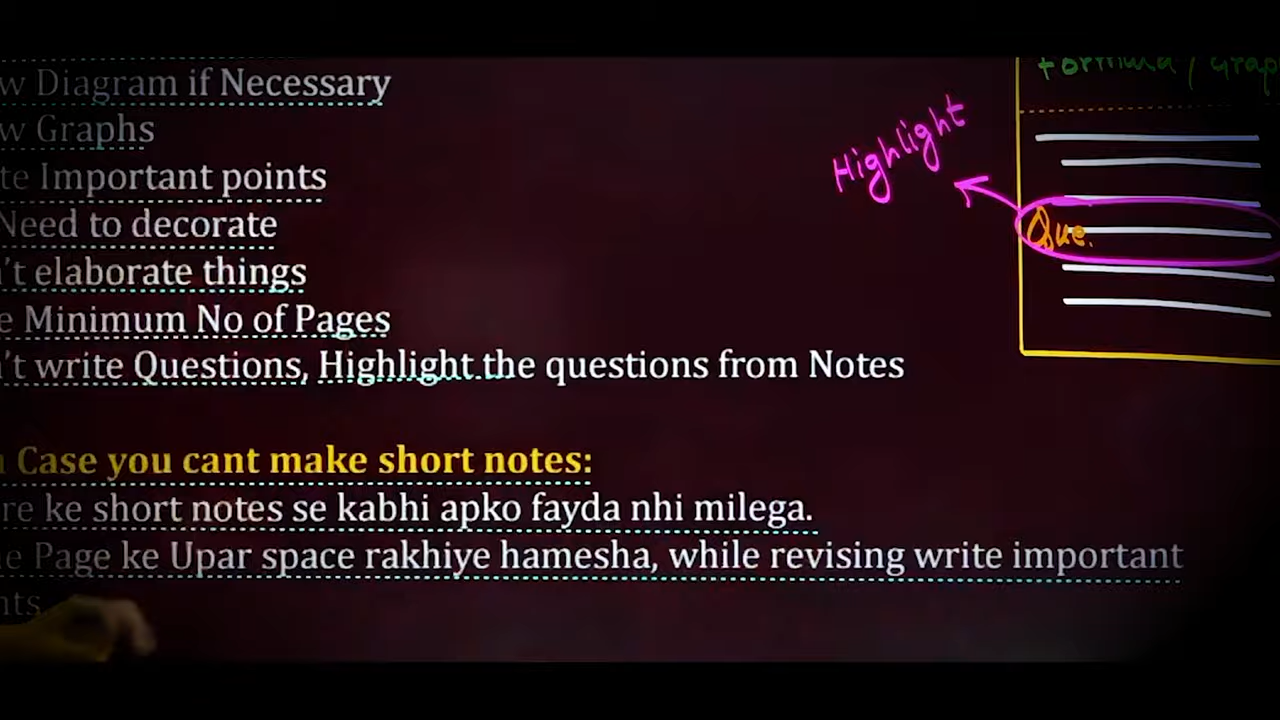 w Diagram if Necessary
w Graphs
te Important points
Need to decorate
't elaborate things
e Minimum No of Pages
't write Questions, Highlight the questions from Notes
Case you cant make short notes:
re ke short notes se kabhi apko fayda nhi milega.
e Page ke Upar space rakhiye hamesha, while revising write important
nts
Formula / Grap
Highlight
Que.